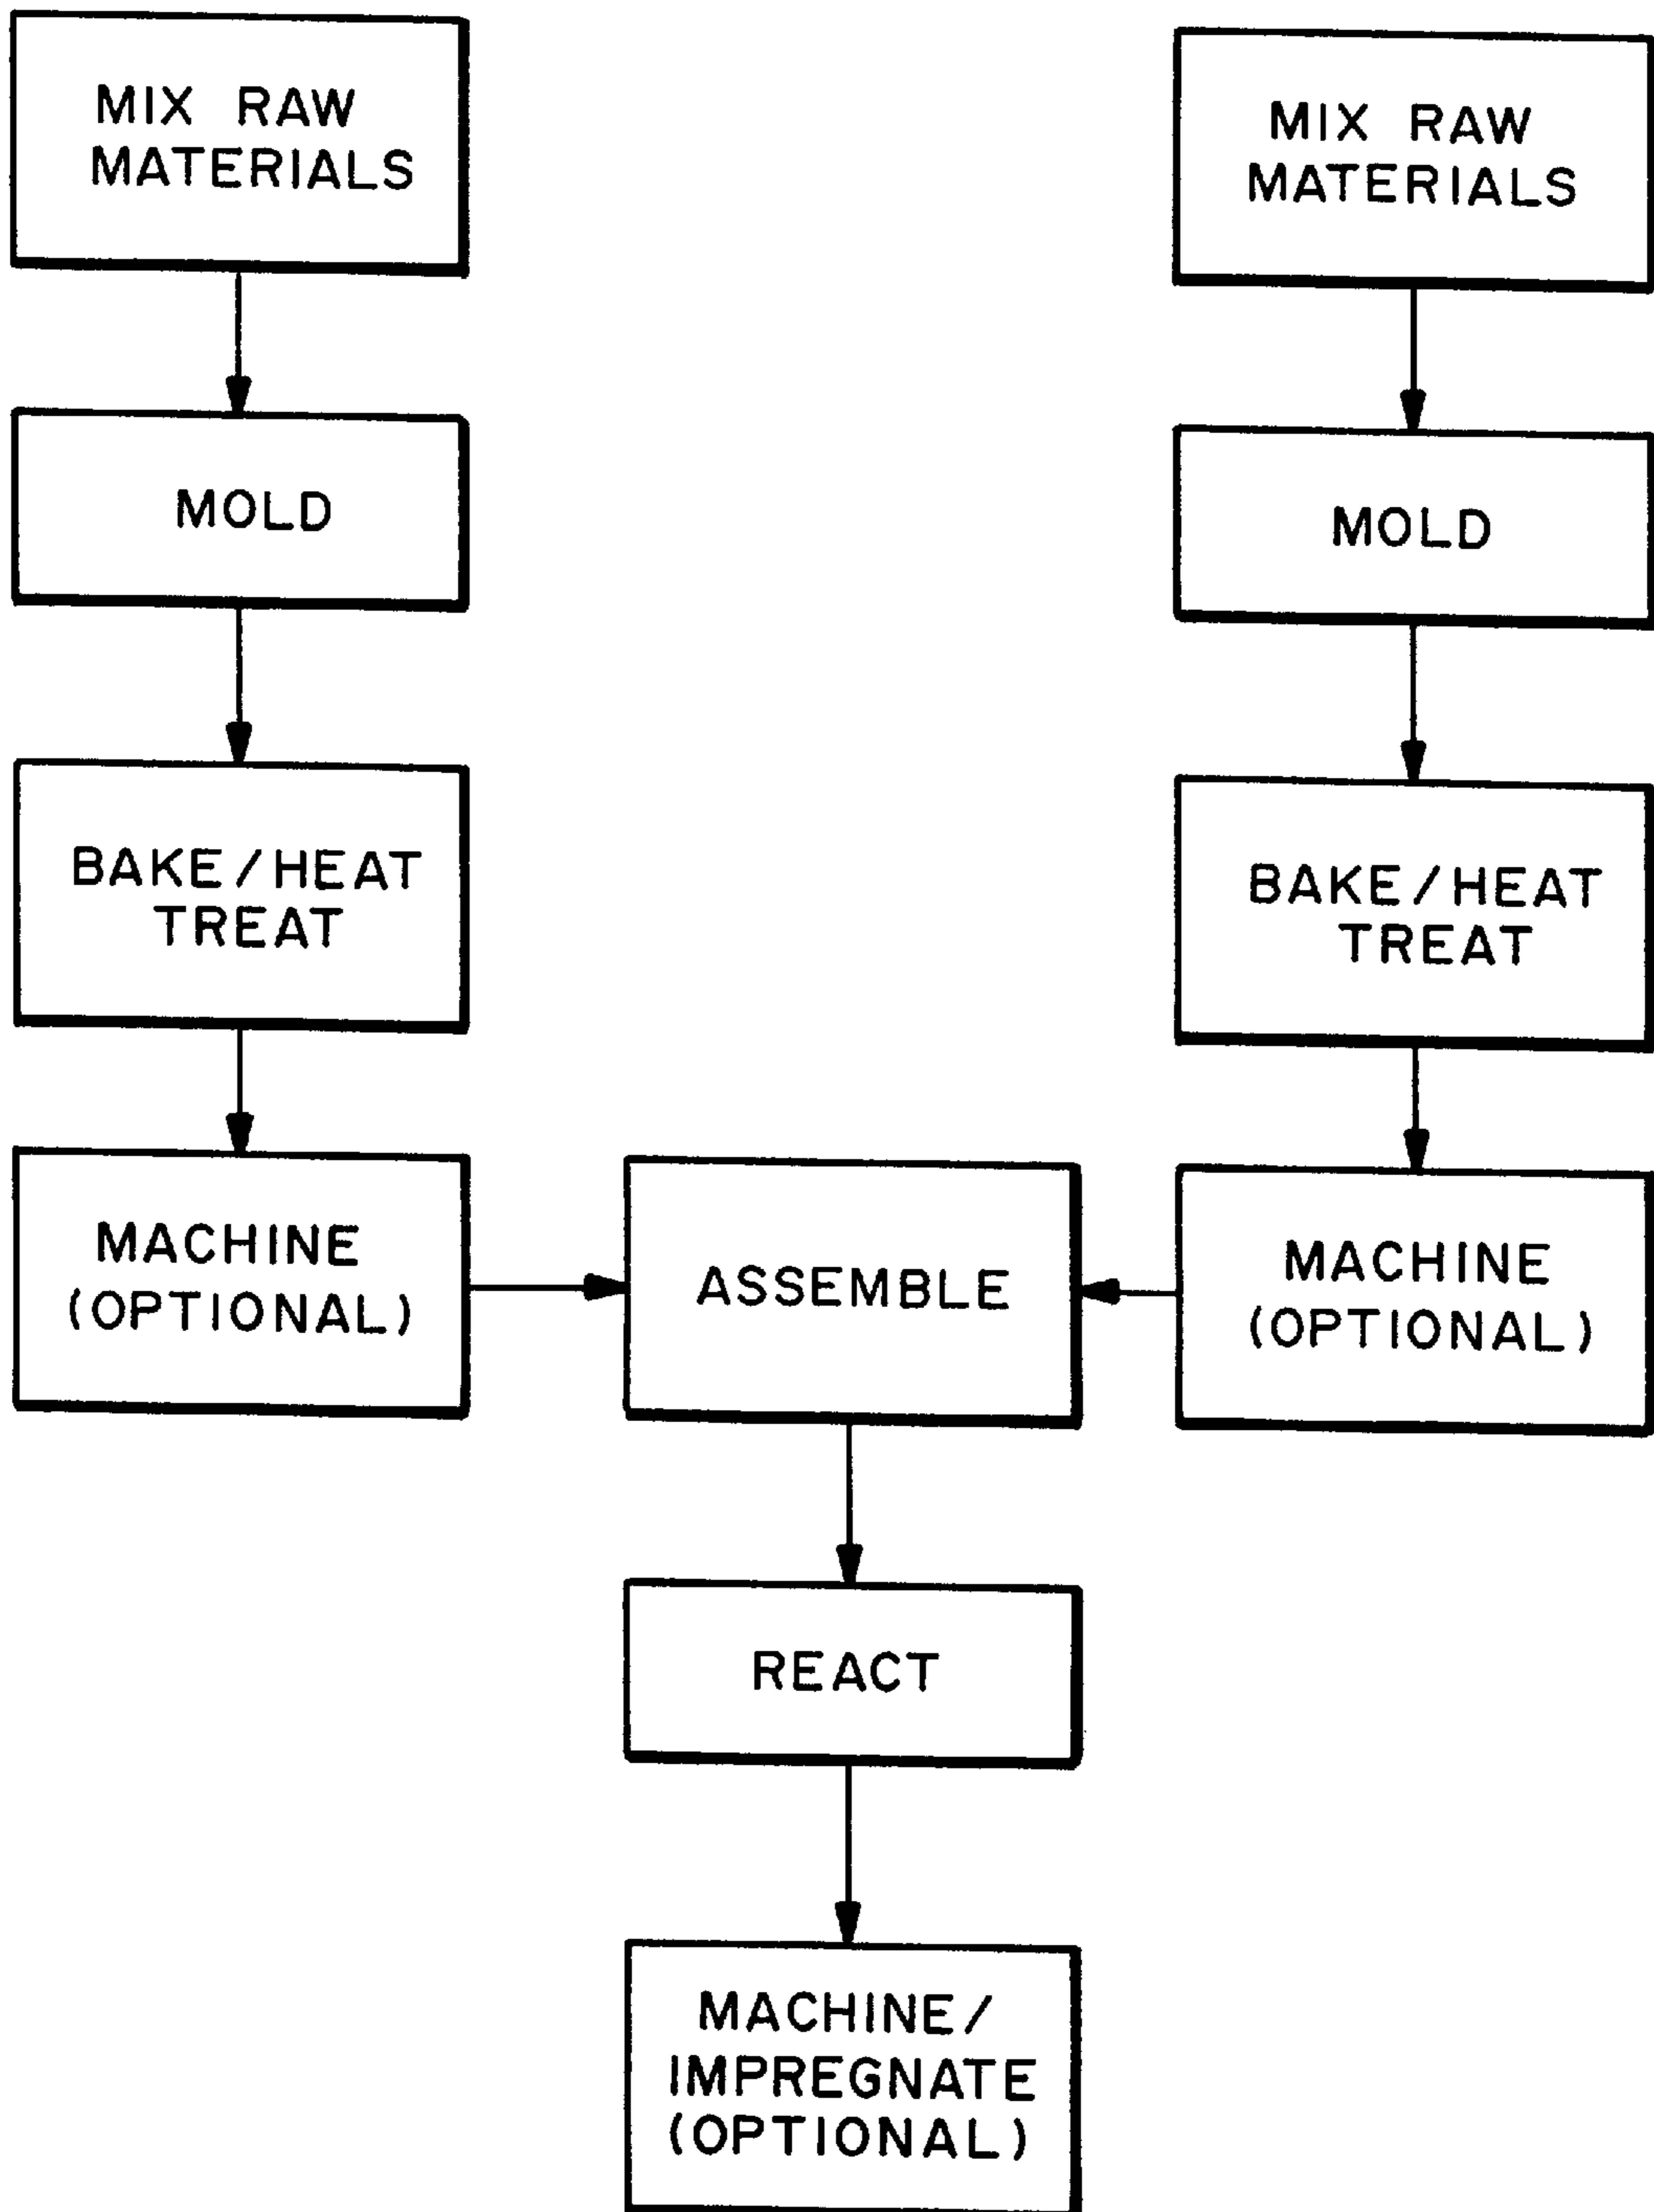 MIX RAW
MATERIALS
MOLD
BAKE/HEAT
TREAT
MACHINE
(OPTIONAL)
MIX RAW
MATERIALS
MOLD
BAKE/HEAT
TREAT
MACHINE
(OPTIONAL)
ASSEMBLE
REACT
MACHINE/
IMPREGNATE
(OPTIONAL)